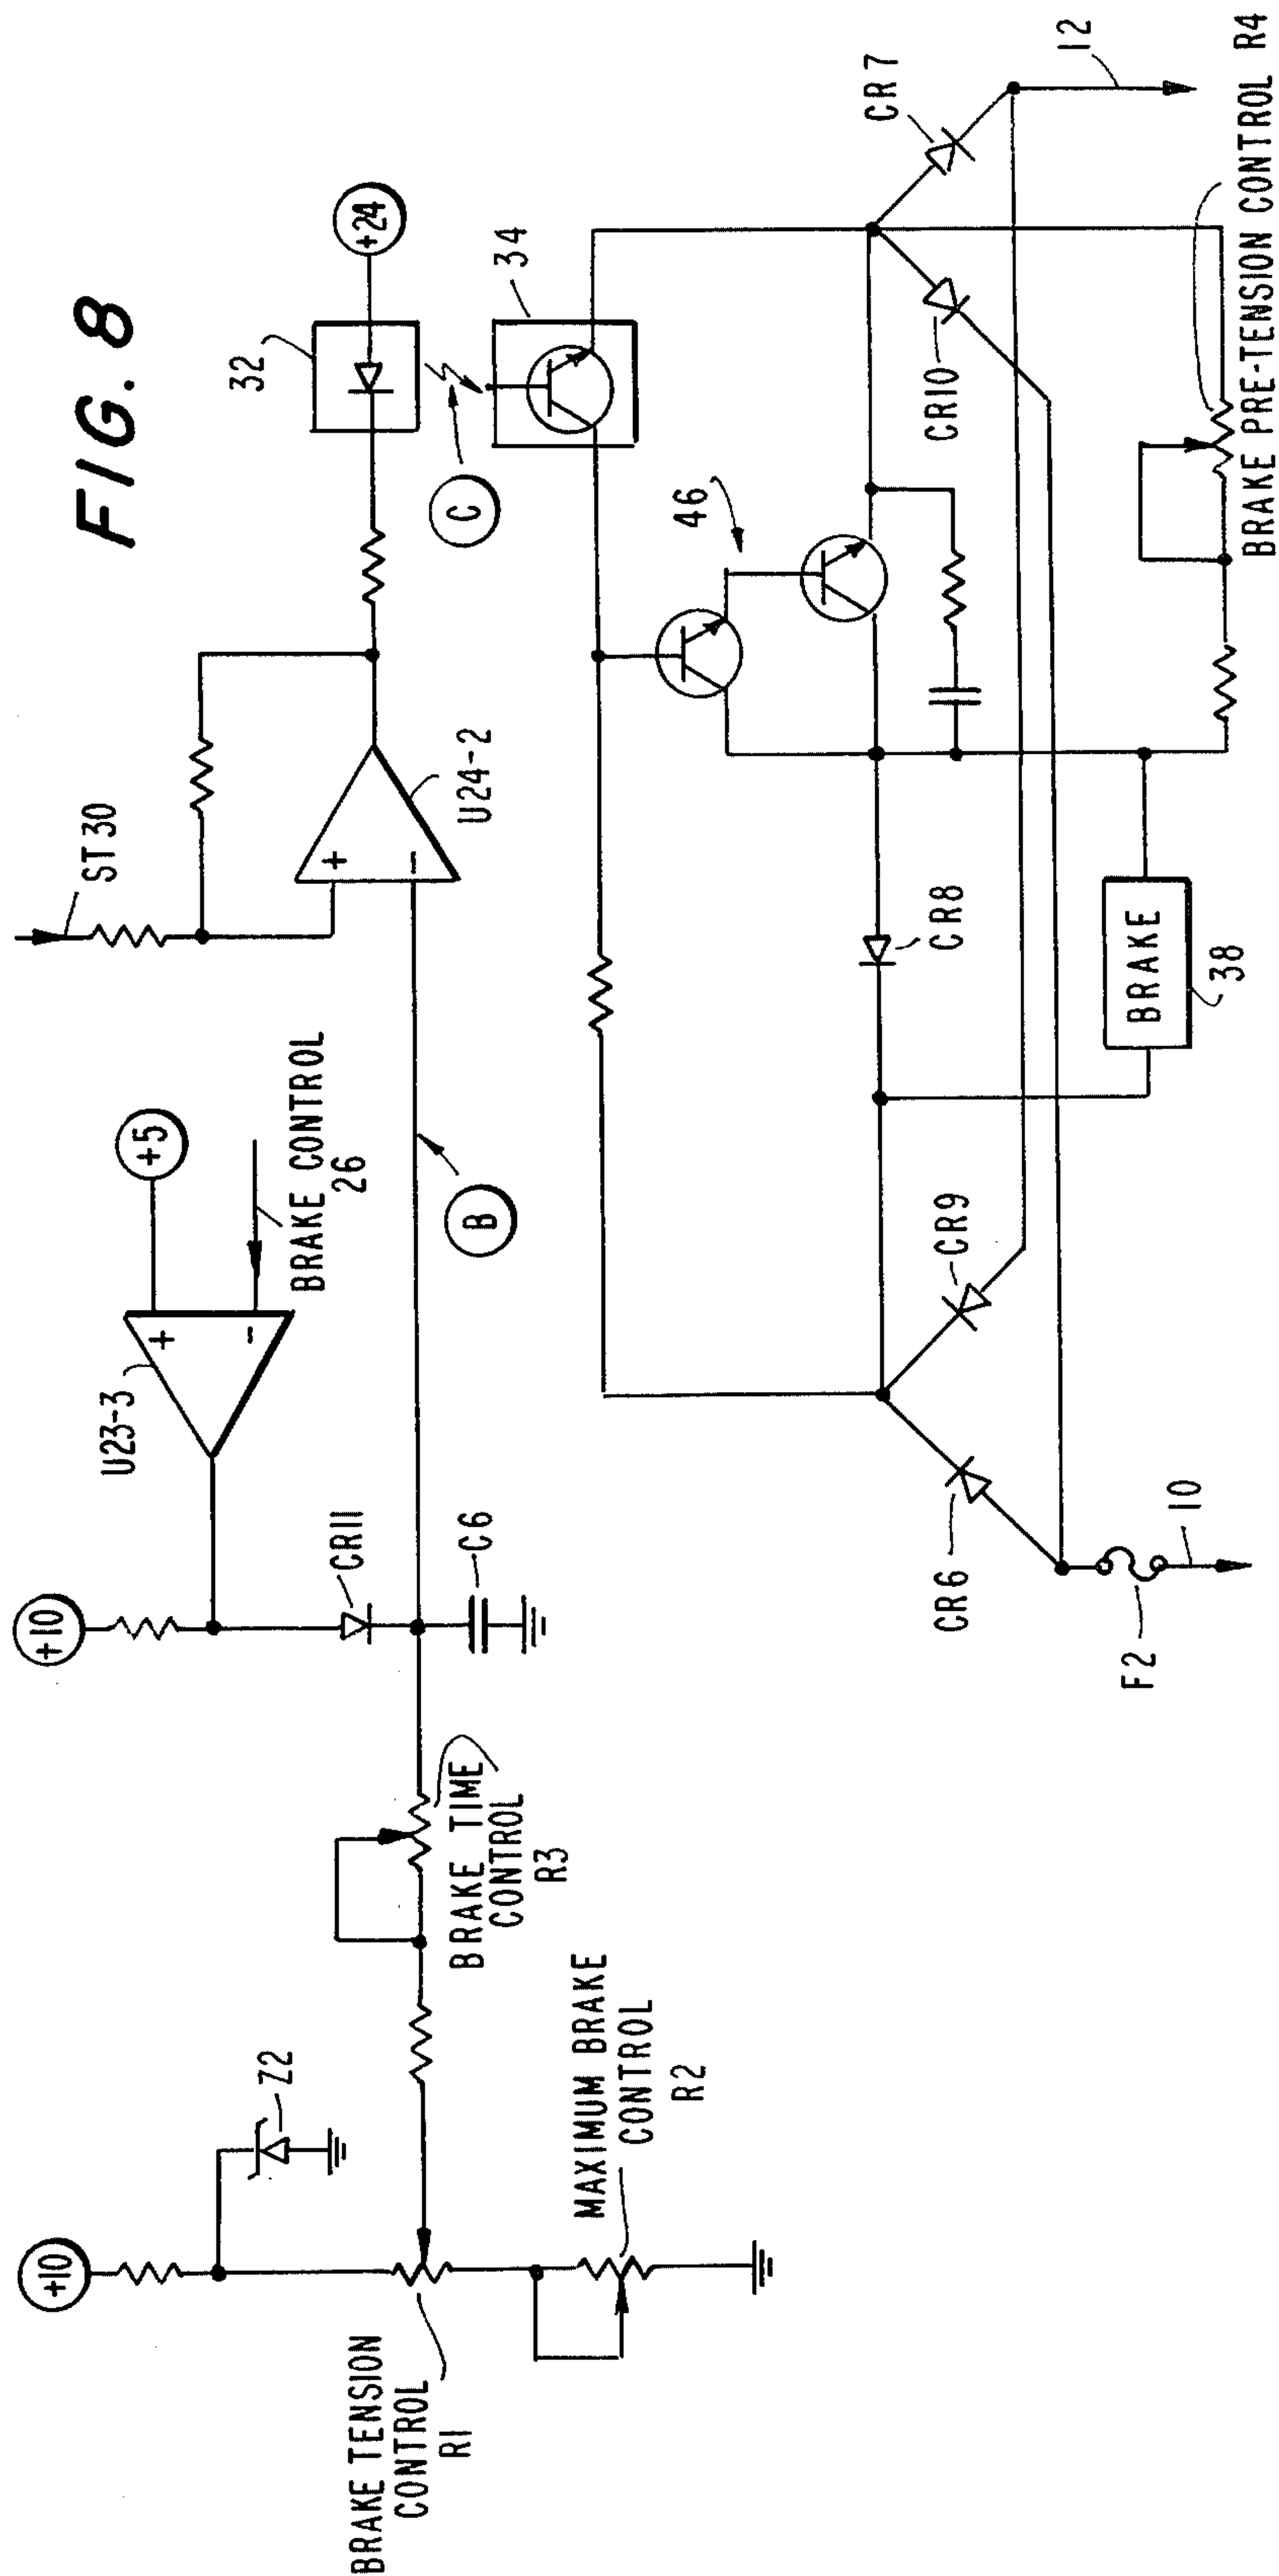 FIG. 8
+10
Z2
BRAKE TENSION
CONTROL
R1
MAXIMUM BRAKE
CONTROL
R2
BRAKE TIME
CONTROL
R3
+10
U23-3
+
-
+5
BRAKE CONTROL
26
CR11
C6
B
ST30
+
-
U24-2
32
+24
C
34
46
CR8
CR6
CR9
CR10
CR7
F2
10
12
BRAKE
38
BRAKE PRE-TENSION CONTROL R4